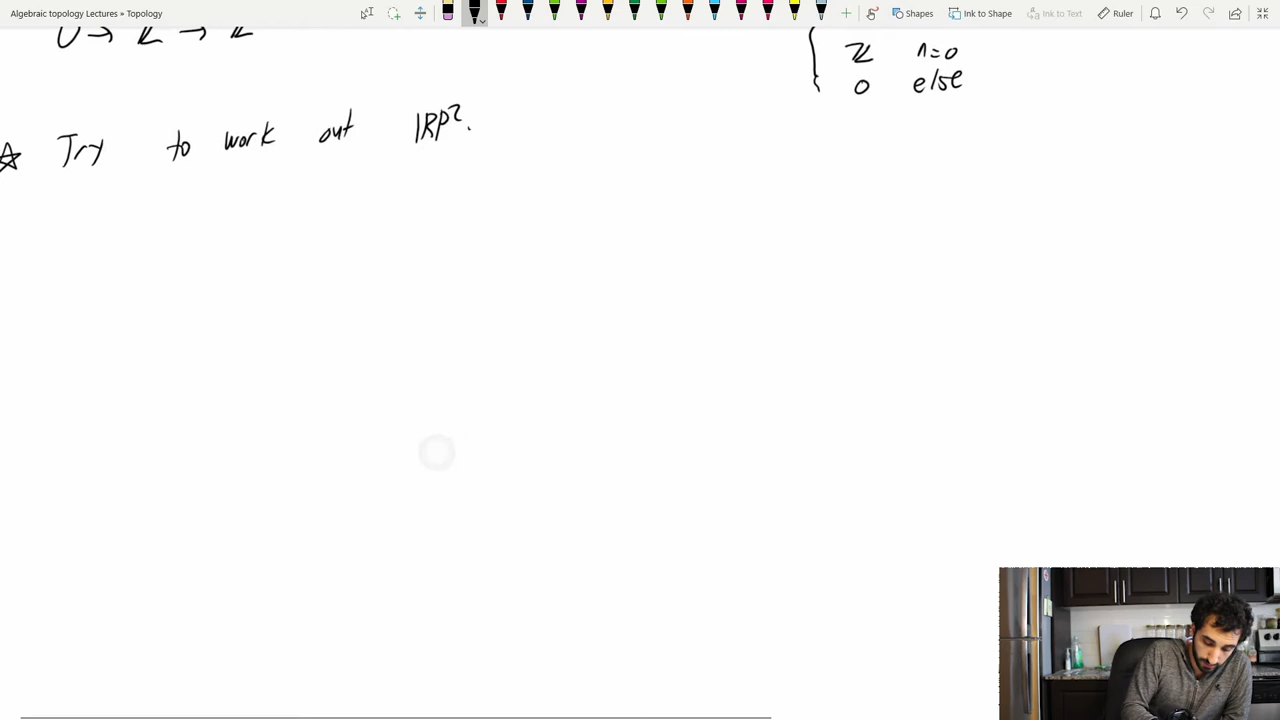 Algebraic topology Lectures » Topology
Shapes
Ink to Shape
Ink to Text
Ruler
0 → ℤ → ℤ
ℤ n=0
0 else
☆ Try to work out ℝP².